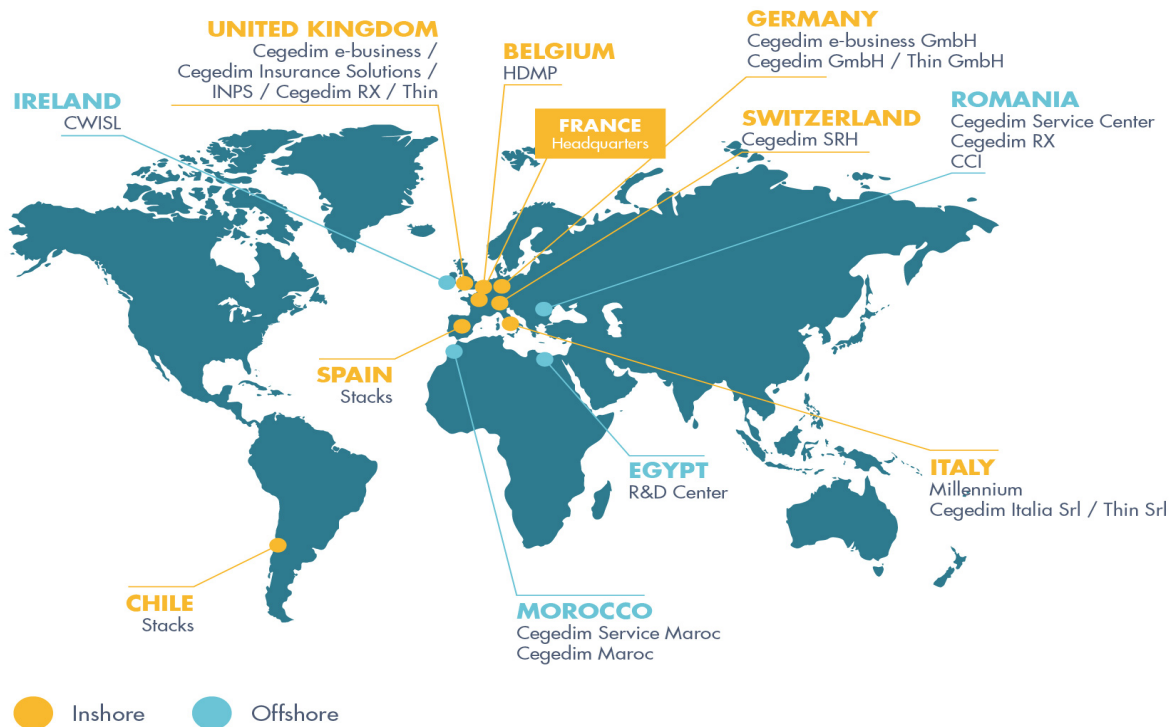 UNITED KINGDOM
Cegedim e-business /
Cegedim Insurance Solutions /
INPS / Cegedim RX / Thin
BELGIUM
HDMP
GERMANY
Cegedim e-business GmbH
Cegedim GmbH / Thin GmbH
IRELAND
CWISL
FRANCE
Headquarters
SWITZERLAND
Cegedim SRH
ROMANIA
Cegedim Service Center
Cegedim RX
CCI
SPAIN
Stacks
EGYPT
R&D Center
ITALY
Millennium
Cegedim Italia Srl / Thin Srl
CHILE
Stacks
MOROCCO
Cegedim Service Maroc
Cegedim Maroc
Inshore
Offshore